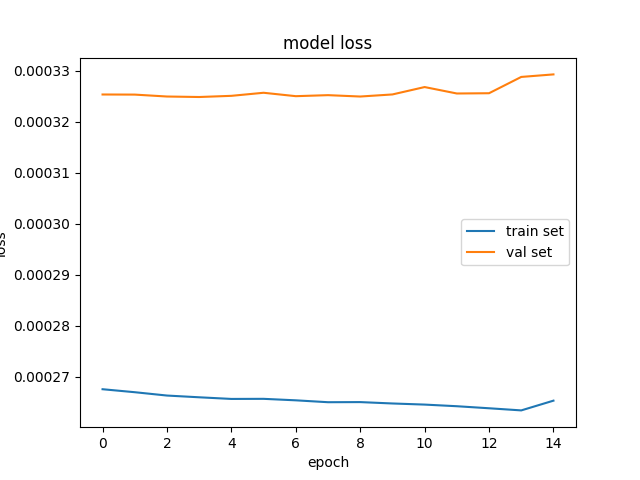 model loss
0.00033
0.00032
0.00031
0.00030
0.00029
0.00028
0.00027
loss
train set
val set
0 2 4 6 8 10 12 14
epoch